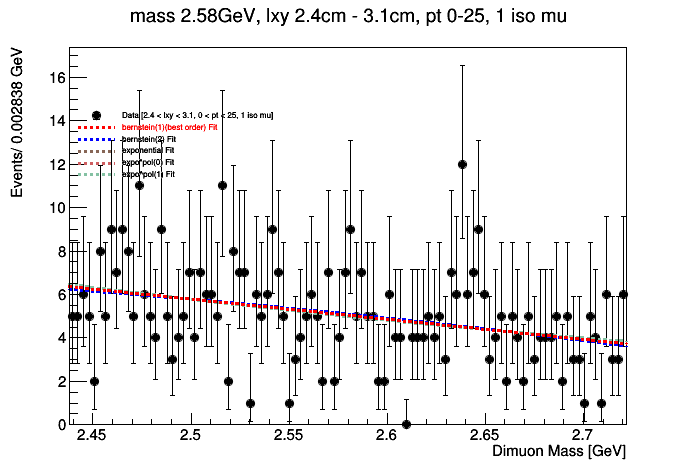 mass 2.58GeV, lxy 2.4cm - 3.1cm, pt 0-25, 1 iso mu
Events/ 0.002838 GeV
16
14
12
10
8
6
4
2
0
Data [2.4 < lxy < 3.1, 0 < pt < 25, 1 iso mu]
bernstein(1)(best order) Fit
bernstein(2) Fit
exponential Fit
expo*pol(0) Fit
expo*pol(1) Fit
2.45 2.5 2.55 2.6 2.65 2.7
Dimuon Mass [GeV]